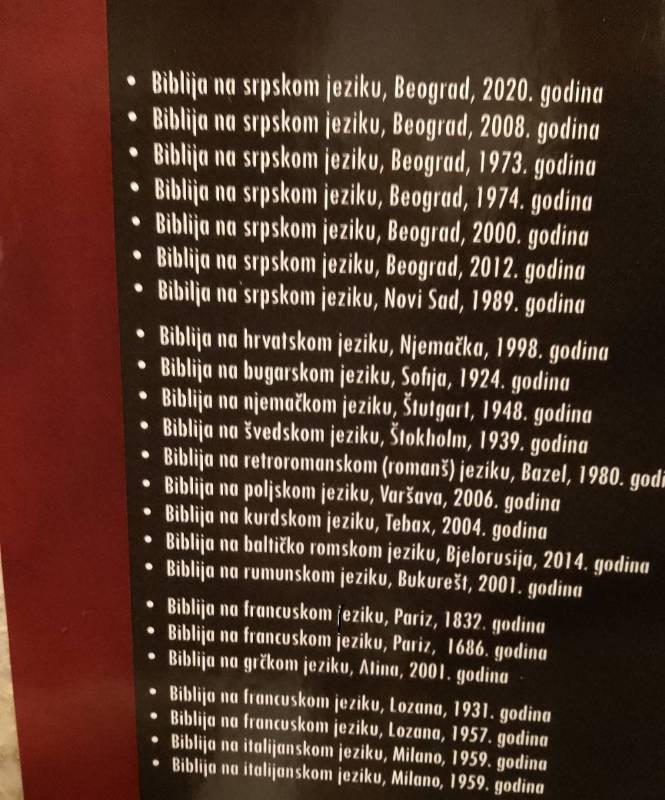 • Biblija na srpskom jeziku, Beograd, 2020. godina
• Biblija na srpskom jeziku, Beograd, 2008. godina
• Biblija na srpskom jeziku, Beograd, 1973. godina
• Biblija na srpskom jeziku, Beograd, 1974. godina
• Biblija na srpskom jeziku, Beograd, 2000. godina
• Biblija na srpskom jeziku, Beograd, 2012. godina
• Bibilja na srpskom jeziku, Novi Sad, 1989. godina
• Biblija na hrvatskom jeziku, Njemačka, 1998. godina
• Biblija na bugarskom jeziku, Sofija, 1924. godina
• Biblija na njemačkom jeziku, Štutgart, 1948. godina
• Biblija na švedskom jeziku, Štokholm, 1939. godina
• Biblija na retroromanskom (romanš) jeziku, Bazel, 1980. godi
• Biblija na poljskom jeziku, Varšava, 2006. godina
• Biblija na kurdskom jeziku, Tebax, 2004. godina
• Biblija na baltičko romskom jeziku, Bjelorusija, 2014. godina
• Biblija na rumunskom jeziku, Bukurešt, 2001. godina
• Biblija na francuskom jeziku, Pariz, 1832. godina
• Biblija na francuskom jeziku, Pariz, 1686. godina
• Biblija na grčkom jeziku, Atina, 2001. godina
• Biblija na francuskom jeziku, Lozana, 1931. godina
• Biblija na francuskom jeziku, Lozana, 1957. godina
• Biblija na italijanskom jeziku, Milano, 1959. godina
• Biblija na italijanskom jeziku, Milano, 1959. godina